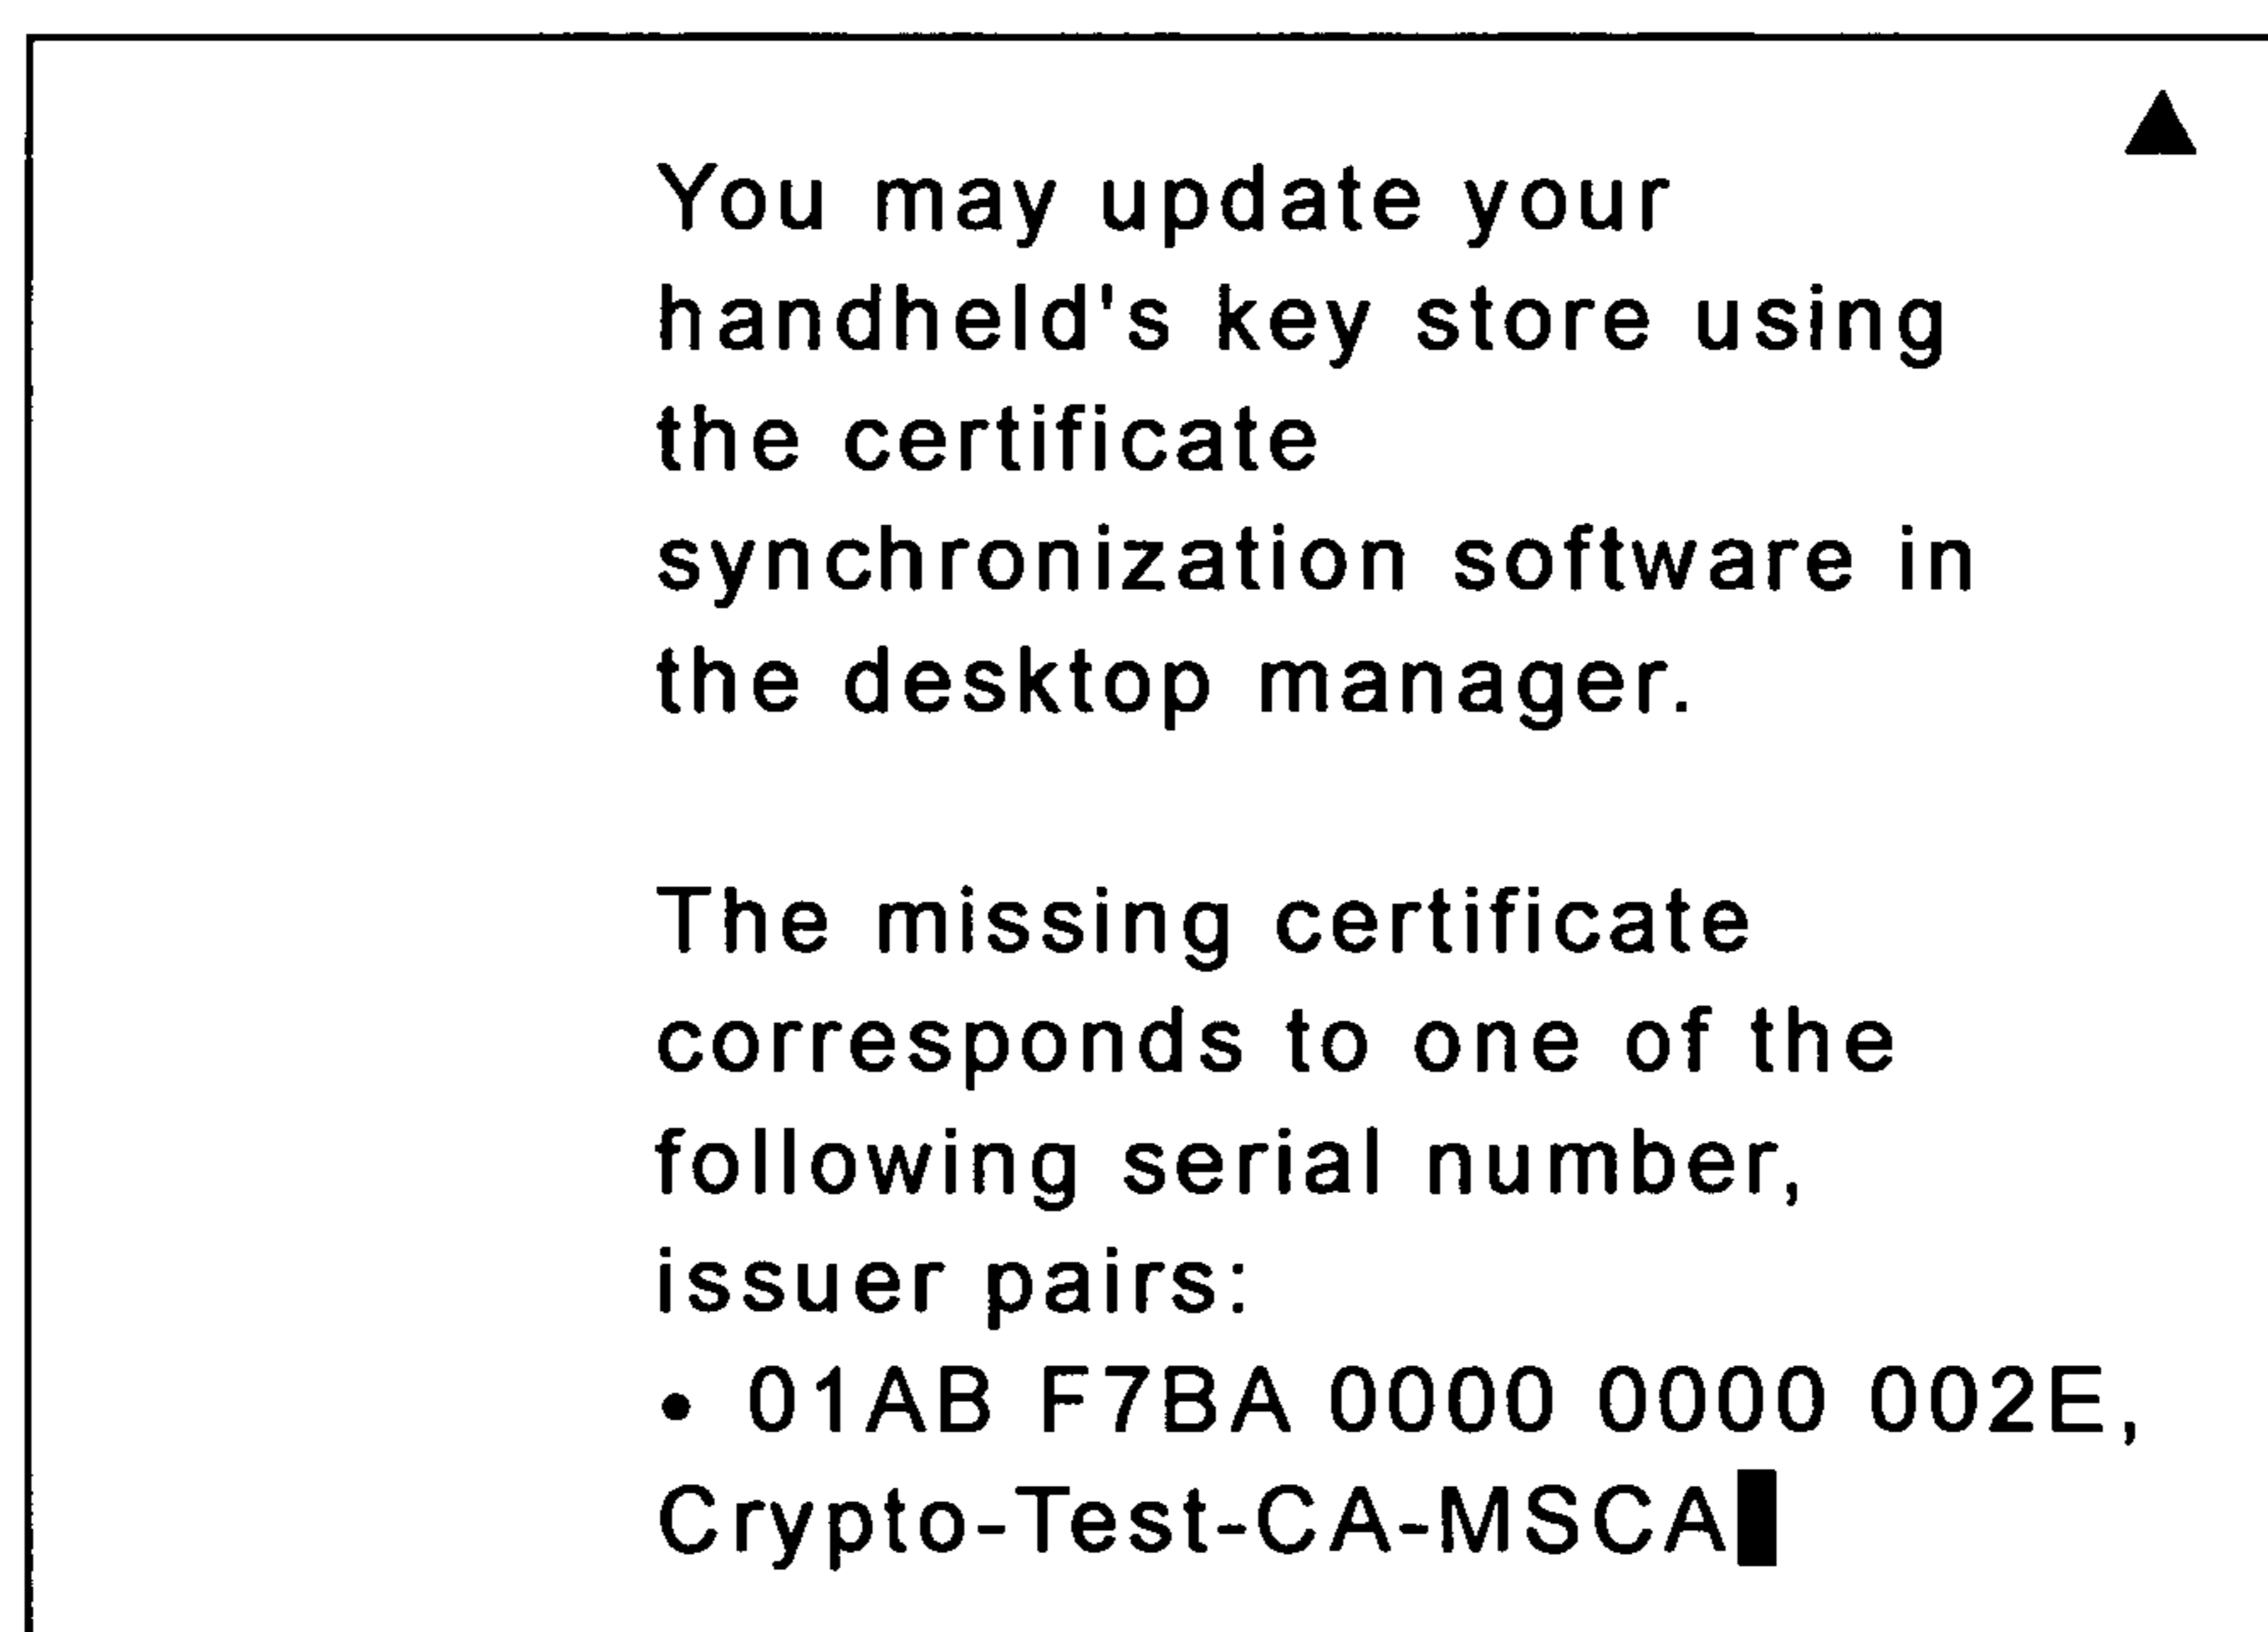 You may update your
handheld's key store using
the certificate
synchronization software in
the desktop manager.
The missing certificate
corresponds to one of the
following serial number,
issuer pairs:
• 01AB F7BA 0000 0000 002E,
Crypto-Test-CA-MSCA